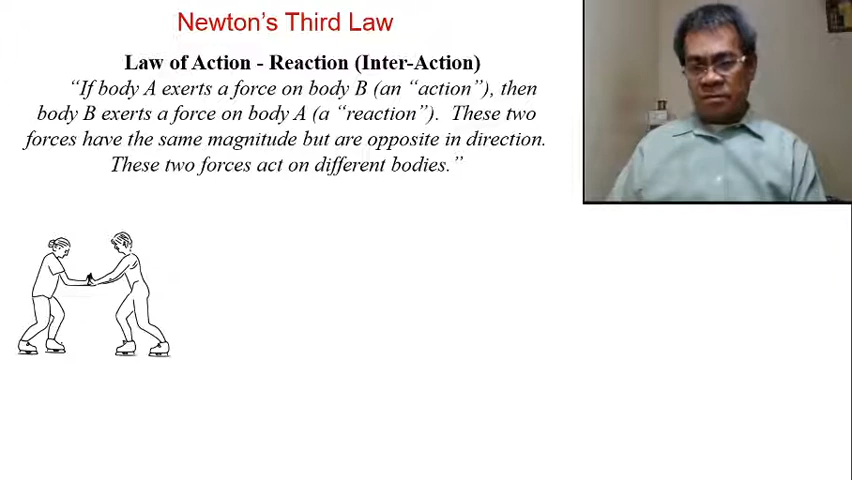 Newton’s Third Law
Law of Action - Reaction (Inter-Action)
“If body A exerts a force on body B (an “action”), then
body B exerts a force on body A (a “reaction”). These two
forces have the same magnitude but are opposite in direction.
These two forces act on different bodies.”